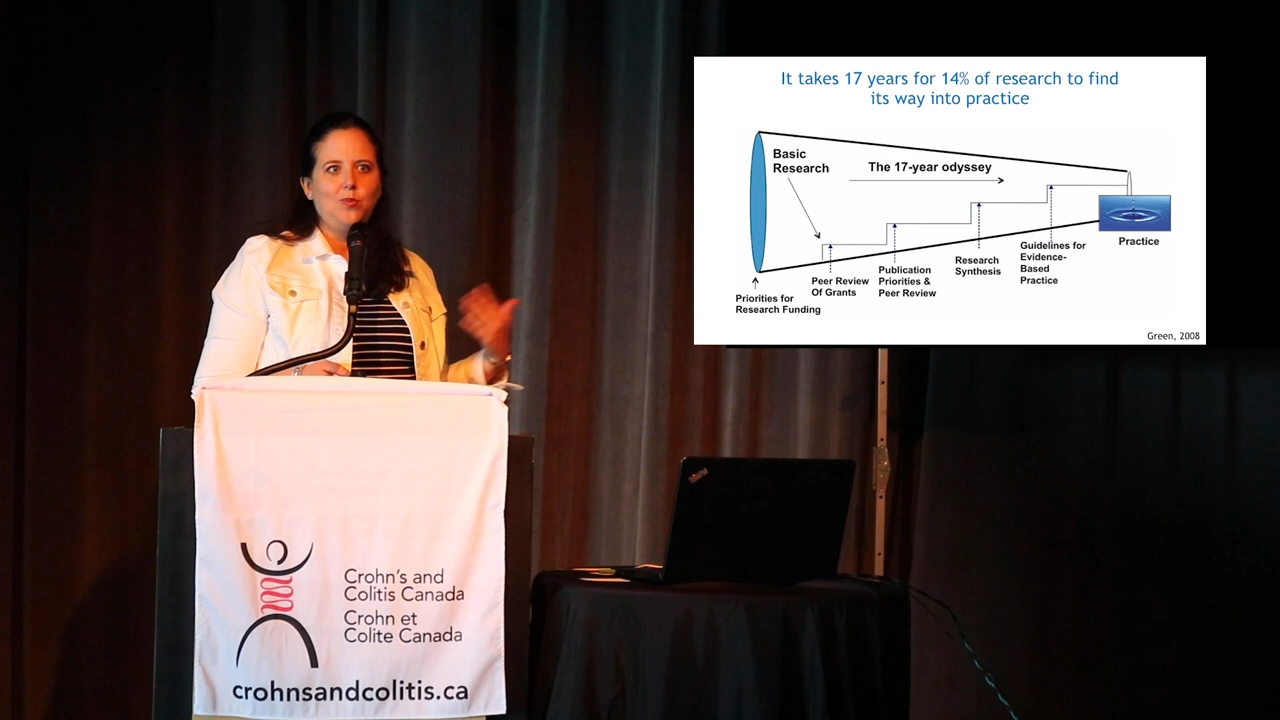 It takes 17 years for 14% of research to find
its way into practice
Basic
Research
The 17-year odyssey
Priorities for
Research Funding
Peer Review
Of Grants
Publication
Priorities &
Peer Review
Research
Synthesis
Guidelines for
Evidence-
Based
Practice
Practice
Green, 2008
Crohn's and
Colitis Canada
Crohn et
Colite Canada
crohnsandcolitis.ca